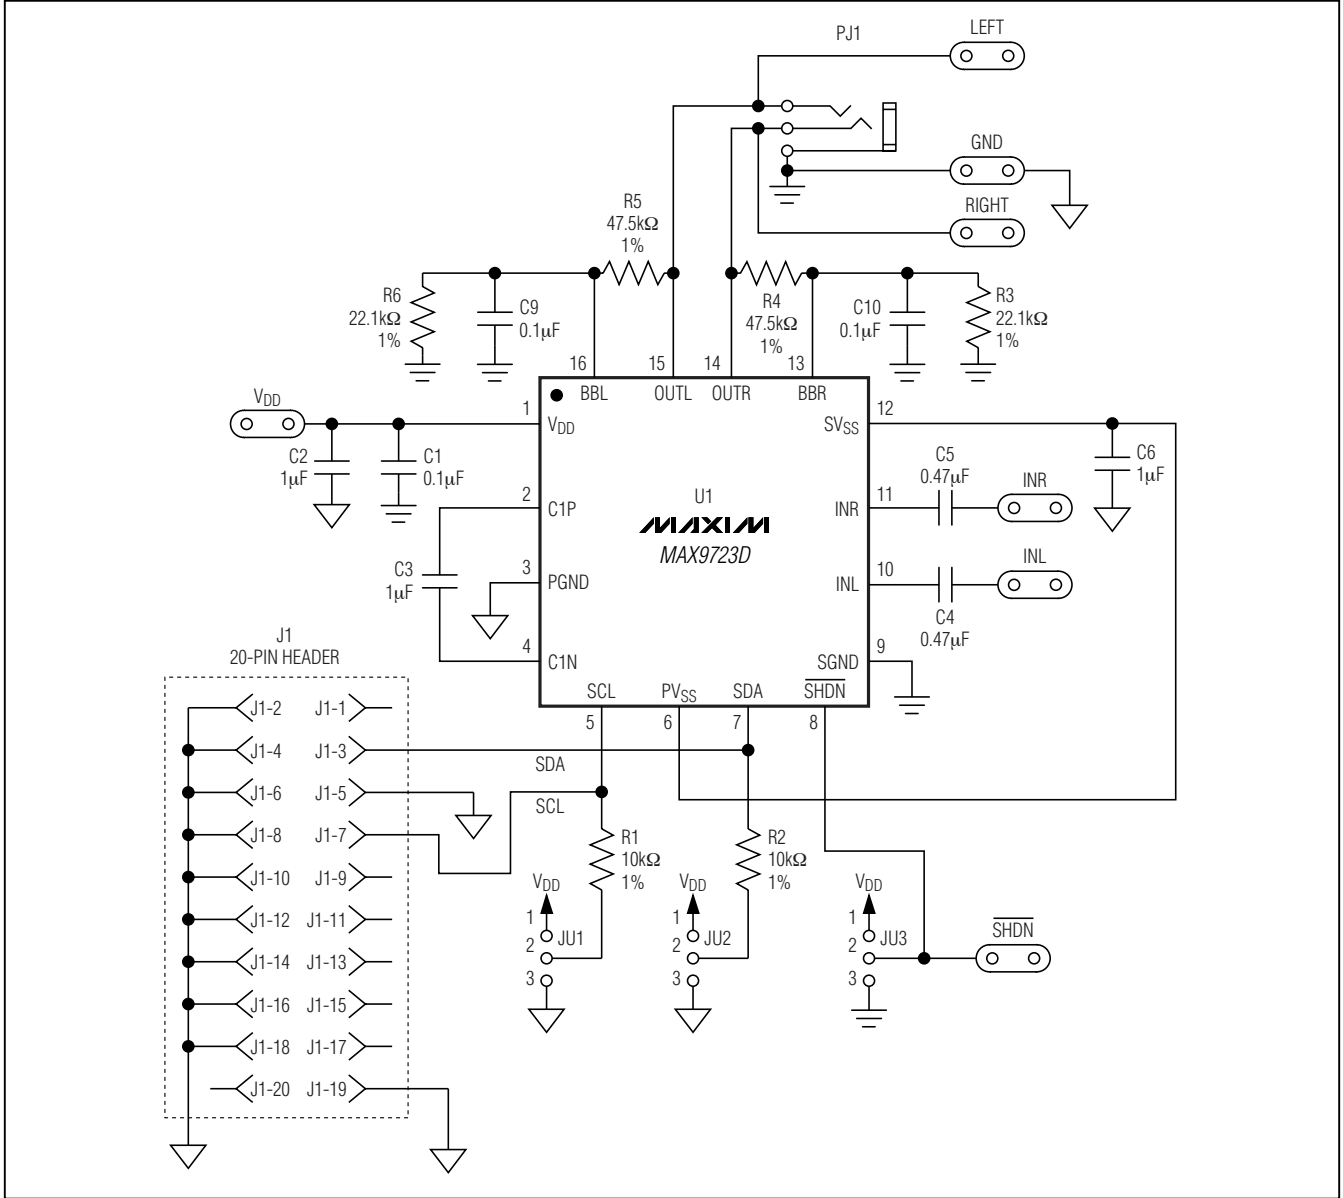 PJ1
LEFT
GND
RIGHT
R5
47.5kΩ
1%
R6
22.1kΩ
1%
C9
0.1µF
R4
47.5kΩ
1%
C10
0.1µF
R3
22.1kΩ
1%
16
15
14
13
BBL
OUTL
OUTR
BBR
VDD
1
VDD
12
SVSS
C2
1µF
C1
0.1µF
C5
0.47µF
C6
1µF
2
C1P
U1
MAXIM
MAX9723D
INR
11
INR
3
PGND
C3
1µF
INL
10
INL
C4
0.47µF
4
C1N
SGND
9
SCL
PVSS
SDA
SHDN
5
6
7
8
J1
20-PIN HEADER
J1-2
J1-1
J1-4
J1-3
SDA
J1-6
J1-5
SCL
J1-8
J1-7
J1-10
J1-9
J1-12
J1-11
J1-14
J1-13
J1-16
J1-15
J1-18
J1-17
J1-20
J1-19
R1
10kΩ
1%
R2
10kΩ
1%
VDD
1
2
JU1
3
VDD
1
2
JU2
3
VDD
1
2
JU3
3
SHDN